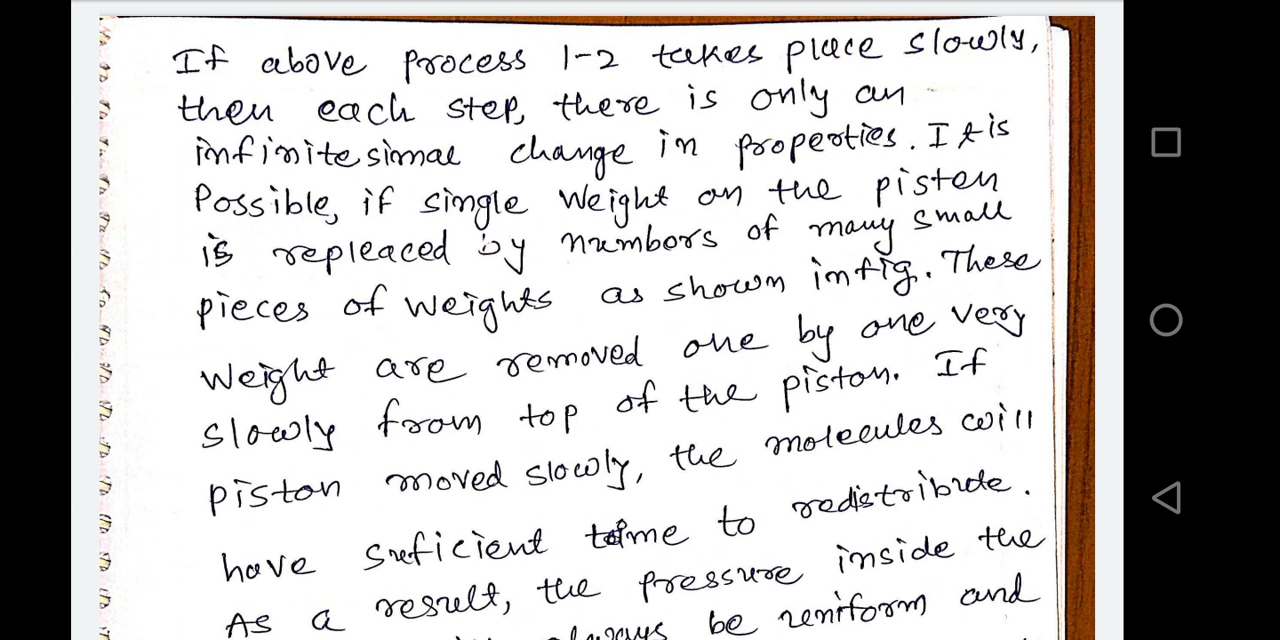 If above process 1-2 takes place slowly,
then each step, there is only an
infinitesimal change in properties. It is
Possible, if single weight on the pisten
is repleaced by numbors of many small
pieces of weights as shown in fig. These
weight are removed one by one very
slowly from top of the piston. If
piston moved slowly, the molecules will
have suficient time to redistribute.
As a result, the pressure inside the
always be uniform and